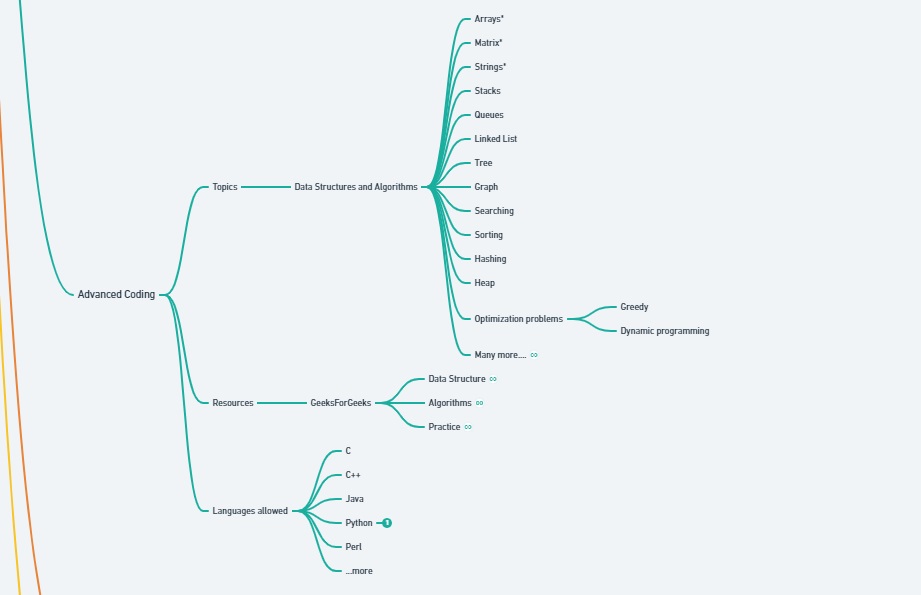 Arrays*
Matrix*
Strings*
Stacks
Queues
Linked List
Tree
Topics
Data Structures and Algorithms
Graph
Searching
Sorting
Hashing
Heap
Advanced Coding
Greedy
Optimization problems
Dynamic programming
Many more....
Data Structure
Resources
GeeksForGeeks
Algorithms
Practice
C
C++
Java
Languages allowed
Python
Perl
...more